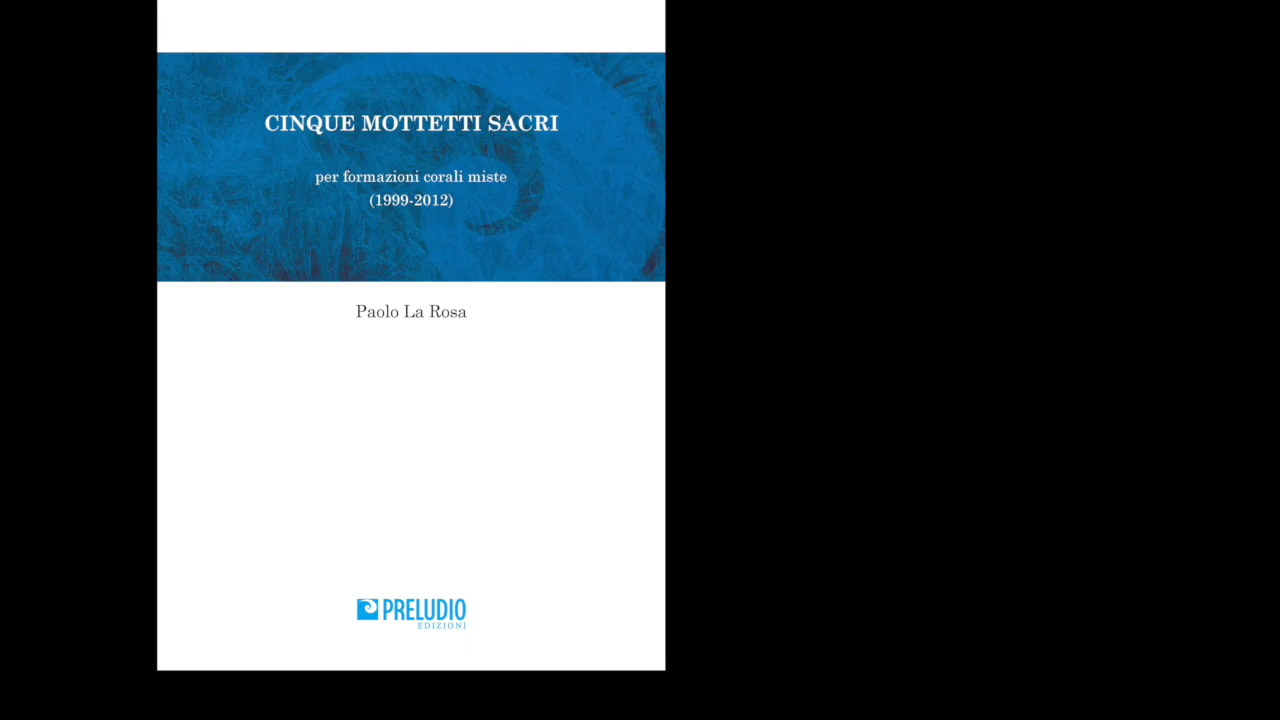 CINQUE MOTTETTI SACRI
per formazioni corali miste
(1999-2012)
Paolo La Rosa
PRELUDIO
EDIZIONI